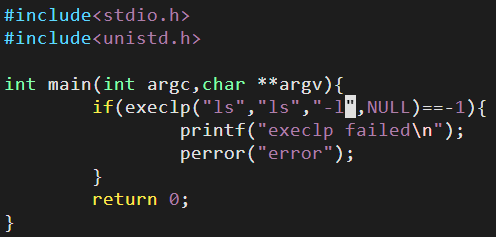 #include<stdio.h>
#include<unistd.h>
int main(int argc,char **argv){
if(execlp("ls","ls","-l",NULL)==-1){
printf("execlp failed\n");
perror("error");
}
return 0;
}